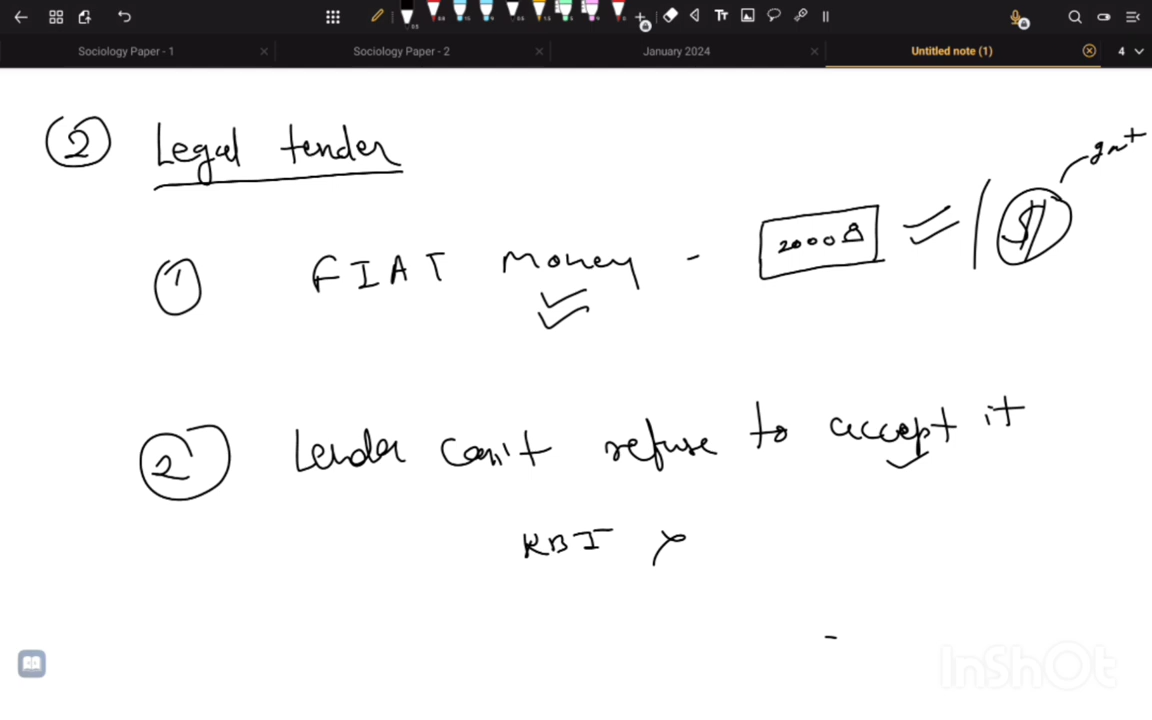 Tт
Sociology Paper - 1
Sociology Paper - 2
January 2024
Untitled note (1)
4
2 Legal tender
1 FIAT money - 2000 = $
2 Lender can't refuse to accept it
RBI
InShOt